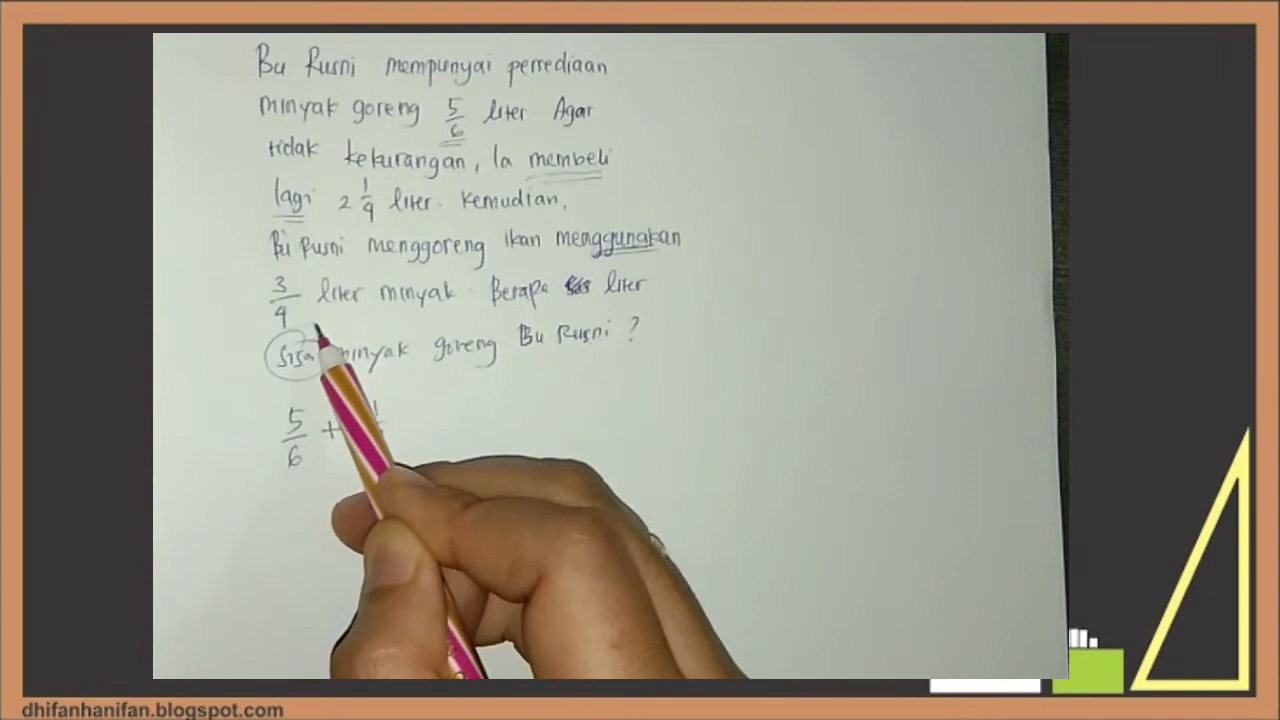 Bu Rusni mempunyai persediaan
minyak goreng 5/6 liter Agar
tidak kekurangan, Ia membeli
lagi 2 1/4 liter. Kemudian,
Bu Rusni menggoreng ikan menggunakan
3/4 liter minyak. Berapa liter
sisa minyak goreng Bu Rusni ?
5/6 +
dhifanhanifan.blogspot.com